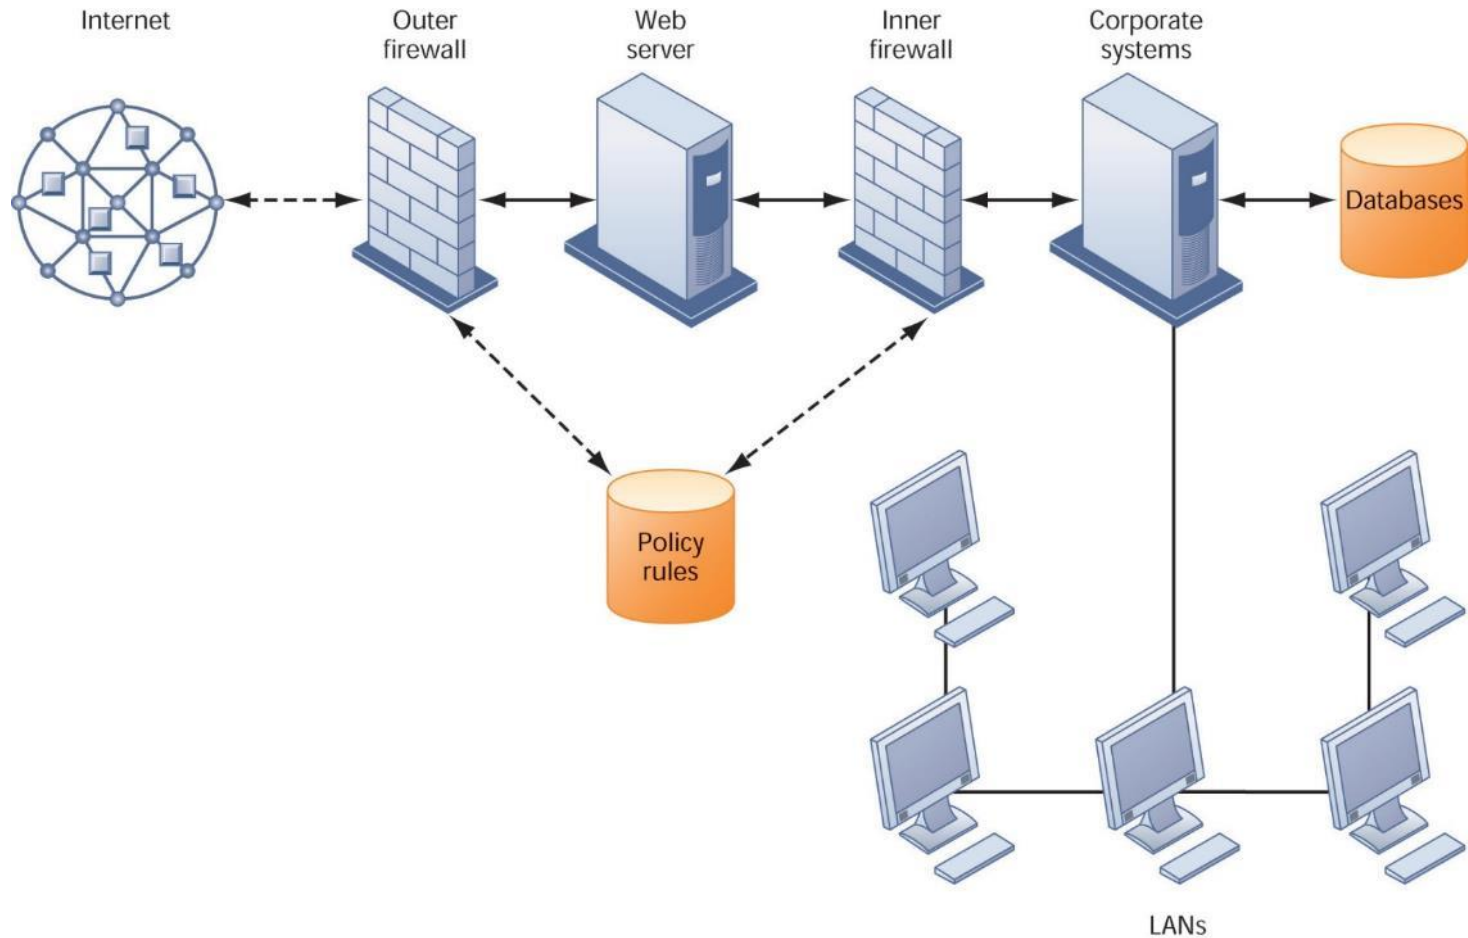 Internet
Outer
firewall
Web
server
Inner
firewall
Corporate
systems
Databases
Policy
rules
LANs